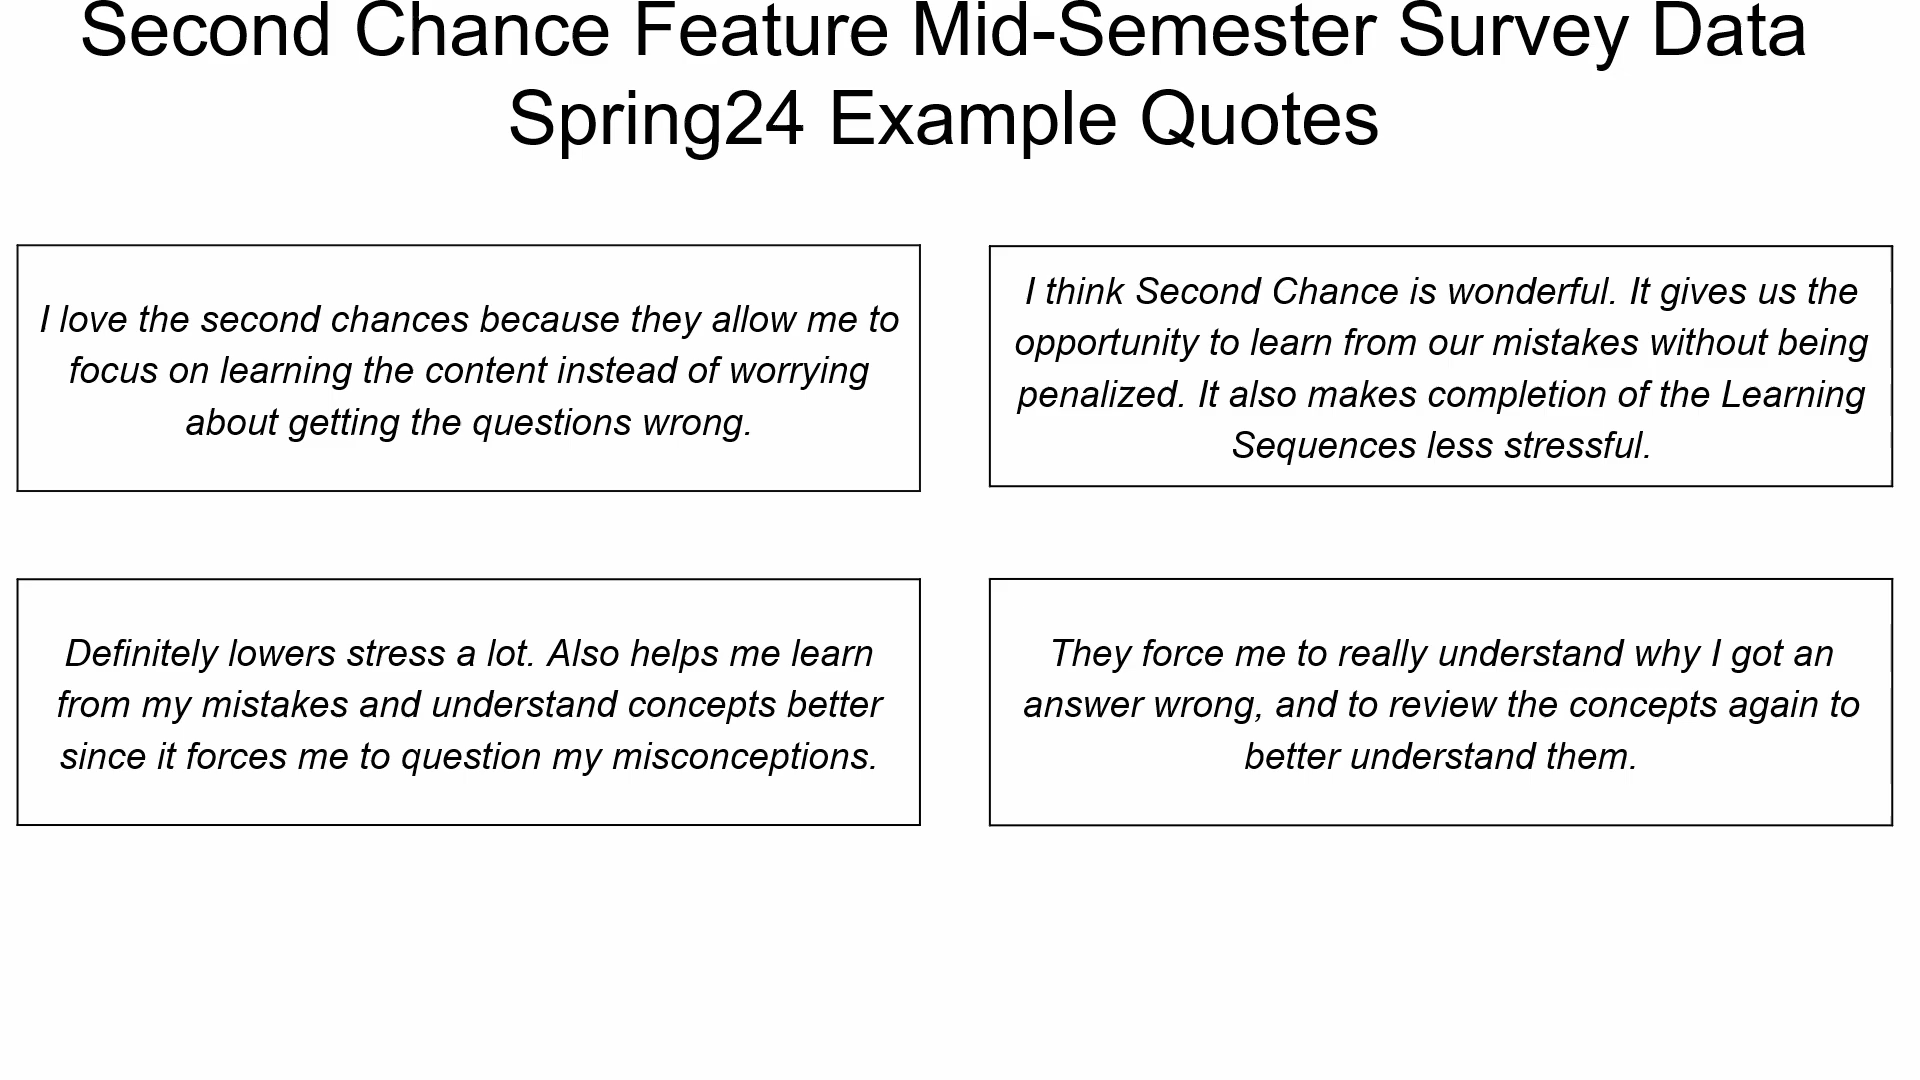 Second Chance Feature Mid-Semester Survey Data
Spring24 Example Quotes
I love the second chances because they allow me to
focus on learning the content instead of worrying
about getting the questions wrong.
I think Second Chance is wonderful. It gives us the
opportunity to learn from our mistakes without being
penalized. It also makes completion of the Learning
Sequences less stressful.
Definitely lowers stress a lot. Also helps me learn
from my mistakes and understand concepts better
since it forces me to question my misconceptions.
They force me to really understand why I got an
answer wrong, and to review the concepts again to
better understand them.